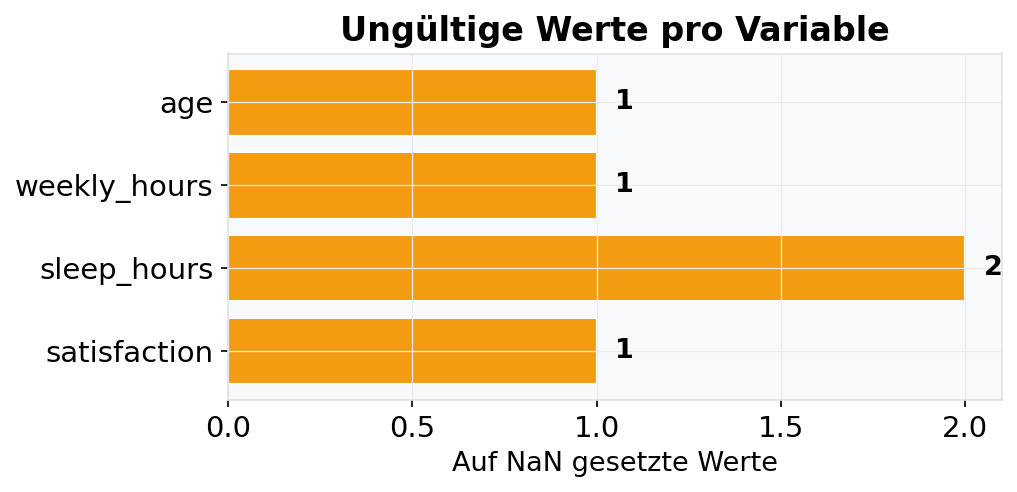 Ungültige Werte pro Variable
age 1
weekly_hours 1
sleep_hours 2
satisfaction 1
0.0 0.5 1.0 1.5 2.0
Auf NaN gesetzte Werte